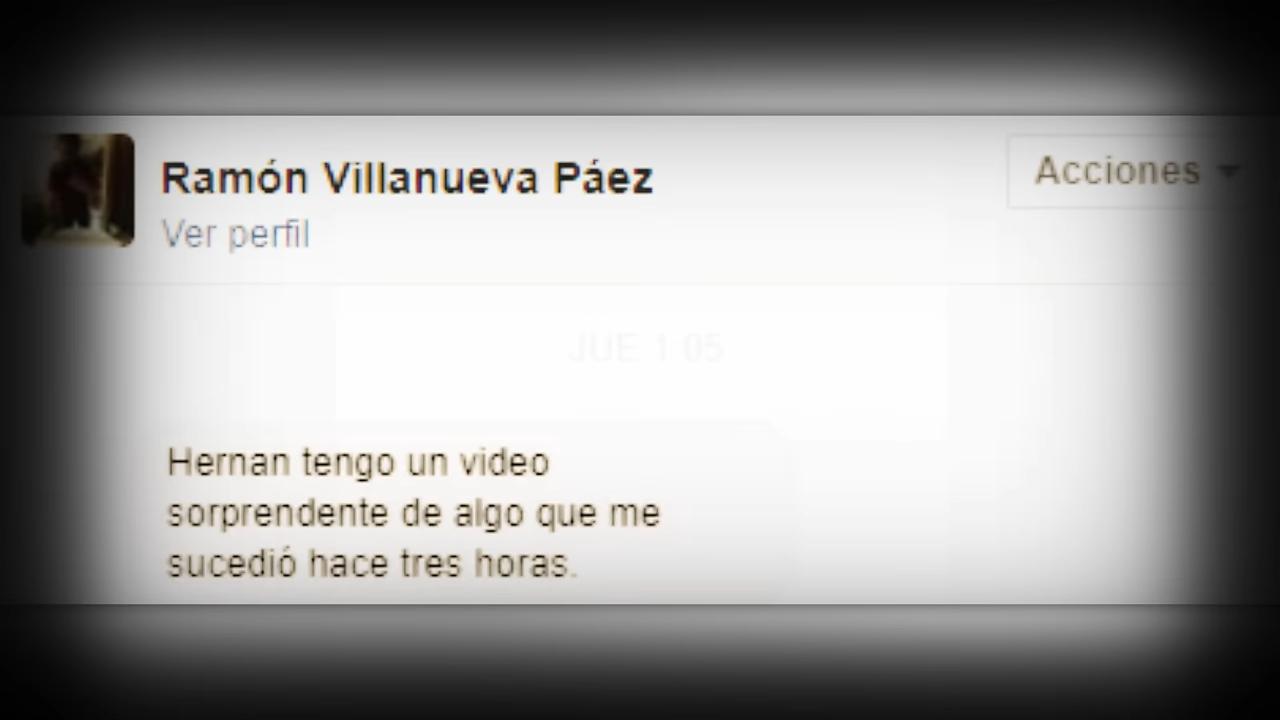 Ramón Villanueva Páez
Acciones
Ver perfil
JUE 1 05
Hernan tengo un video
sorprendente de algo que me
sucedió hace tres horas.